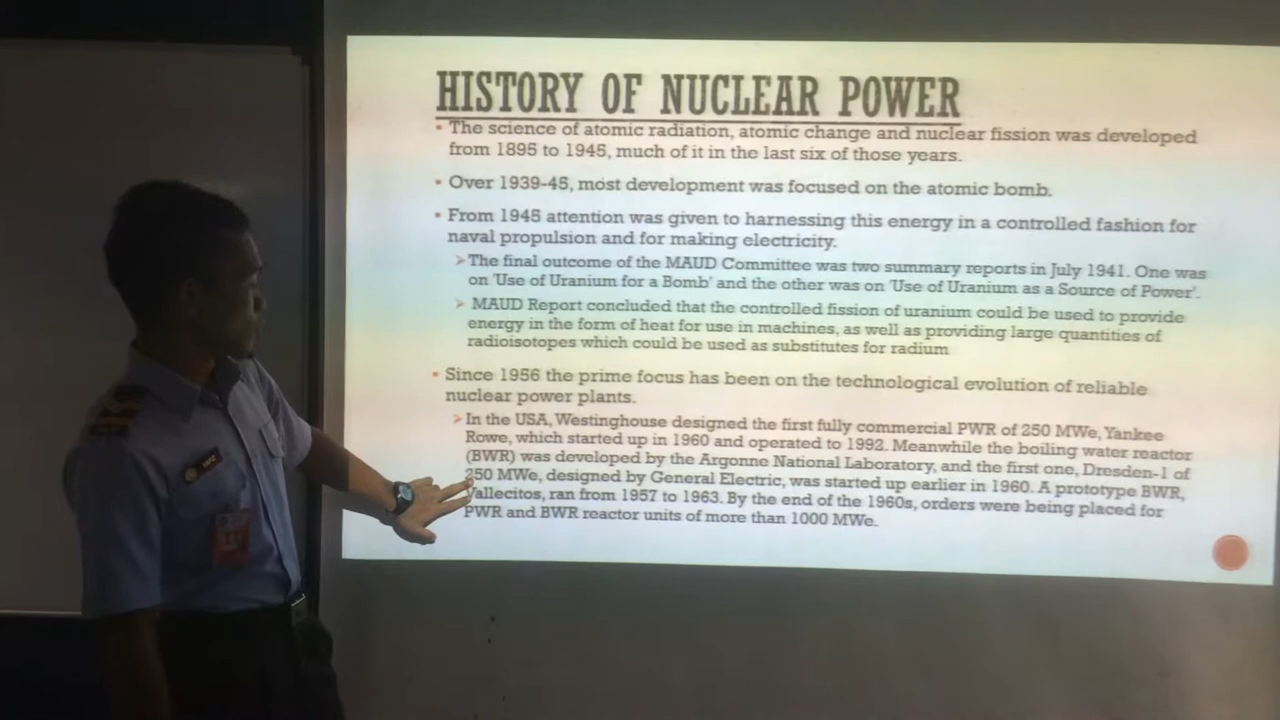 HISTORY OF NUCLEAR POWER
• The science of atomic radiation, atomic change and nuclear fission was developed
from 1895 to 1945, much of it in the last six of those years.
• Over 1939-45, most development was focused on the atomic bomb.
• From 1945 attention was given to harnessing this energy in a controlled fashion for
naval propulsion and for making electricity.
➢ The final outcome of the MAUD Committee was two summary reports in July 1941. One was
on 'Use of Uranium for a Bomb' and the other was on 'Use of Uranium as a Source of Power'.
➢ MAUD Report concluded that the controlled fission of uranium could be used to provide
energy in the form of heat for use in machines, as well as providing large quantities of
radioisotopes which could be used as substitutes for radium
• Since 1956 the prime focus has been on the technological evolution of reliable
nuclear power plants.
➢ In the USA, Westinghouse designed the first fully commercial PWR of 250 MWe, Yankee
Rowe, which started up in 1960 and operated to 1992. Meanwhile the boiling water reactor
(BWR) was developed by the Argonne National Laboratory, and the first one, Dresden-1 of
250 MWe, designed by General Electric, was started up earlier in 1960. A prototype BWR,
Vallecitos, ran from 1957 to 1963. By the end of the 1960s, orders were being placed for
PWR and BWR reactor units of more than 1000 MWe.